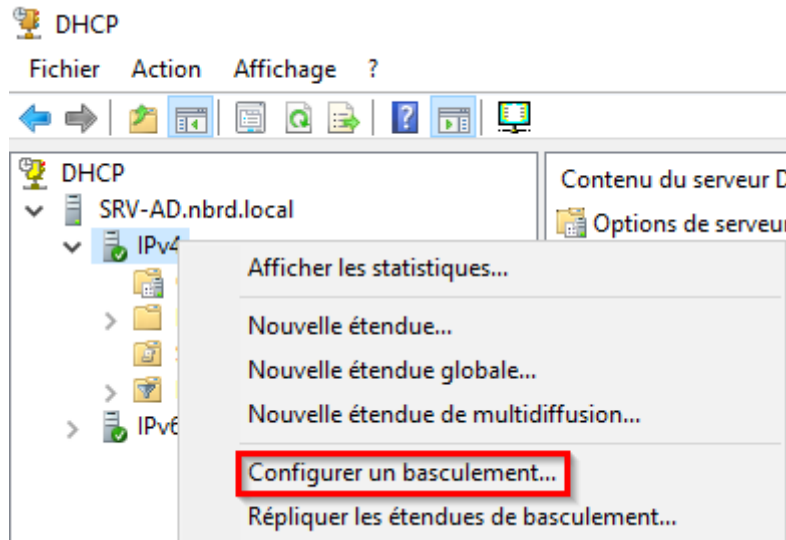 DHCP
Fichier Action Affichage ?
DHCP
SRV-AD.nbrd.local
IPv4
IPv6
Contenu du serveur D
Options de serveur
Afficher les statistiques...
Nouvelle étendue...
Nouvelle étendue globale...
Nouvelle étendue de multidiffusion...
Configurer un basculement...
Répliquer les étendues de basculement...